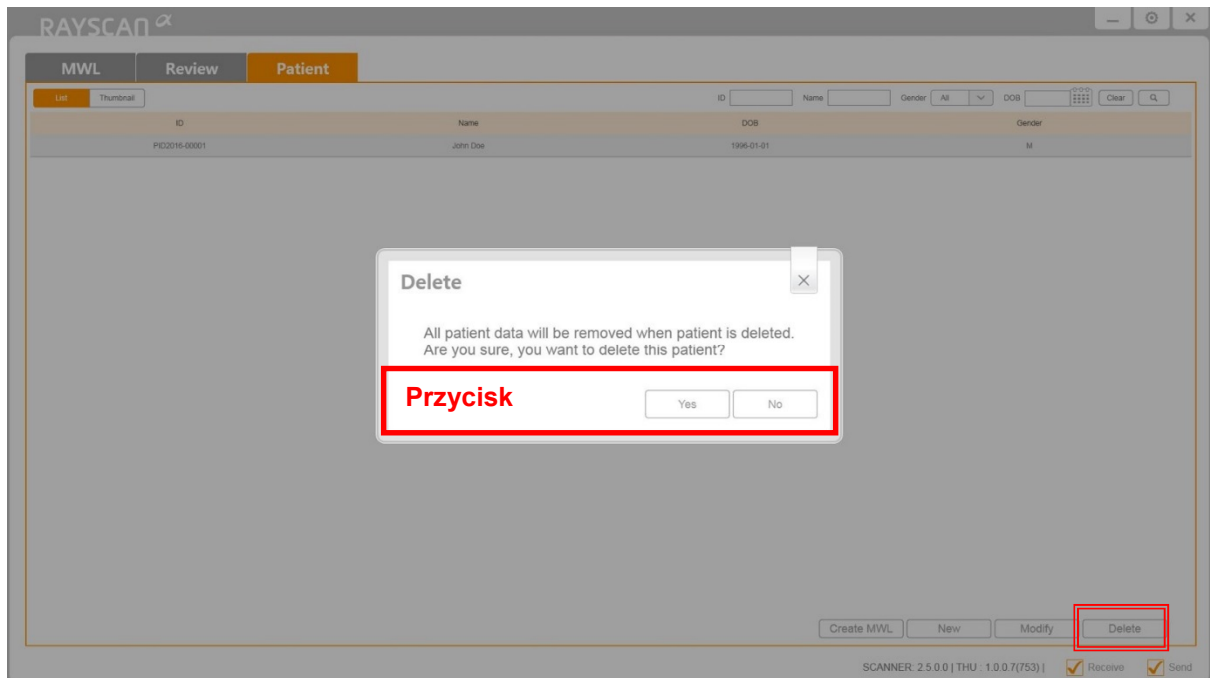 RAYSCAN α
MWL Review Patient
List Thumbnail ID Name Gender All DOB Clear
ID Name DOB Gender
PID2016-00001 John Doe 1996-01-01 M
Delete
All patient data will be removed when patient is deleted.
Are you sure, you want to delete this patient?
Przycisk Yes No
Create MWL New Modify Delete
SCANNER: 2.5.0.0 | THU : 1.0.0.7(753) | Receive Send